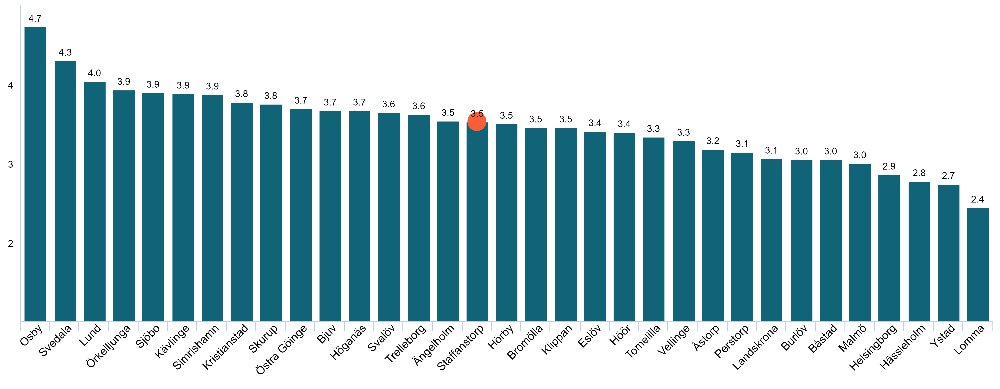 4.7
4.3
4.0
3.9
3.9
3.9
3.9
3.8
3.8
3.7
3.7
3.7
3.6
3.6
3.5
3.5
3.5
3.5
3.5
3.4
3.4
3.3
3.3
3.2
3.1
3.1
3.0
3.0
3.0
2.9
2.8
2.7
2.4
4
3
2
Osby
Svedala
Lund
Örkelljunga
Sjöbo
Kävlinge
Simrishamn
Kristianstad
Skurup
Östra Göinge
Bjuv
Höganäs
Svalöv
Trelleborg
Ängelholm
Staffanstorp
Hörby
Bromölla
Klippan
Eslöv
Höör
Tomelilla
Vellinge
Åstorp
Perstorp
Landskrona
Burlöv
Båstad
Malmö
Helsingborg
Hässleholm
Ystad
Lomma